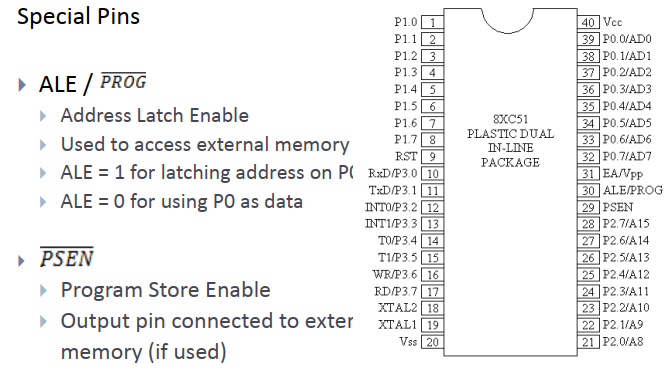 Special Pins
ALE / PROG
Address Latch Enable
Used to access external memory
ALE = 1 for latching address on P0
ALE = 0 for using P0 as data
PSEN
Program Store Enable
Output pin connected to exter
memory (if used)
P1.0 1
P1.1 2
P1.2 3
P1.3 4
P1.4 5
P1.5 6
P1.6 7
P1.7 8
RST 9
RxD/P3.0 10
TxD/P3.1 11
INT0/P3.2 12
INT1/P3.3 13
T0/P3.4 14
T1/P3.5 15
WR/P3.6 16
RD/P3.7 17
XTAL2 18
XTAL1 19
Vss 20
8XC51
PLASTIC DUAL
IN-LINE
PACKAGE
40 Vcc
39 P0.0/AD0
38 P0.1/AD1
37 P0.2/AD2
36 P0.3/AD3
35 P0.4/AD4
34 P0.5/AD5
33 P0.6/AD6
32 P0.7/AD7
31 EA/Vpp
30 ALE/PROG
29 PSEN
28 P2.7/A15
27 P2.6/A14
26 P2.5/A13
25 P2.4/A12
24 P2.3/A11
23 P2.2/A10
22 P2.1/A9
21 P2.0/A8